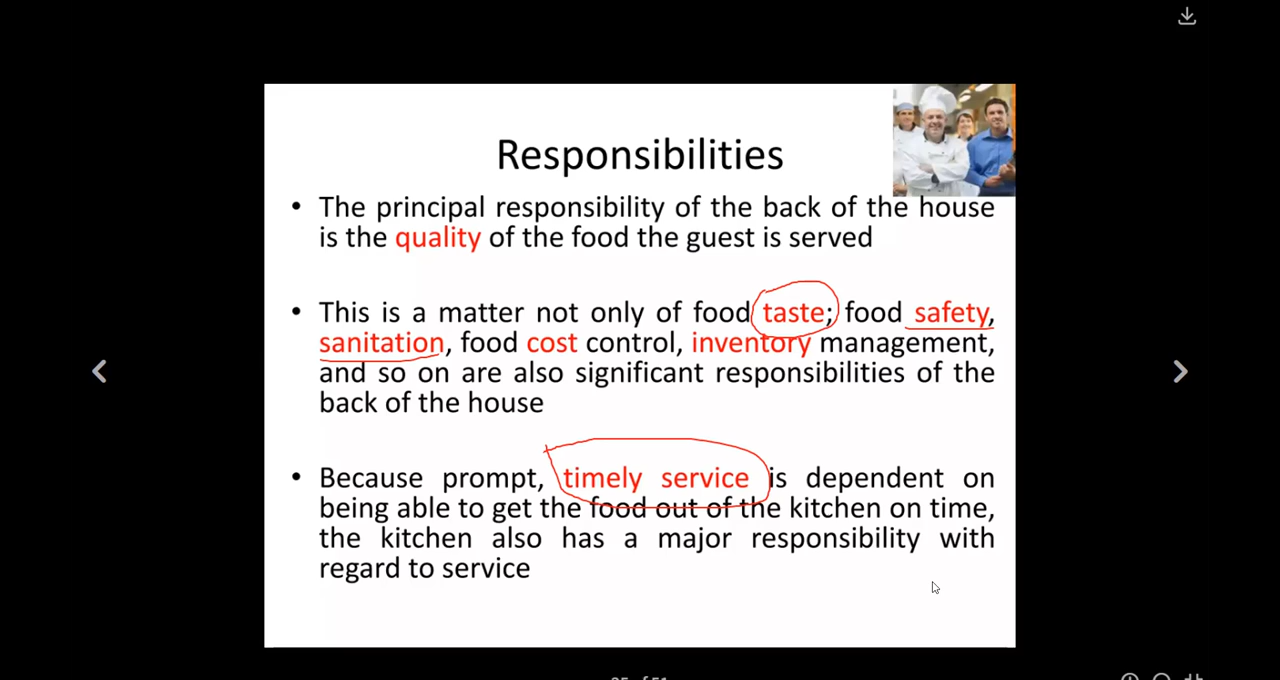 Responsibilities
• The principal responsibility of the back of the house
is the quality of the food the guest is served
• This is a matter not only of food taste; food safety,
sanitation, food cost control, inventory management,
and so on are also significant responsibilities of the
back of the house
• Because prompt, timely service is dependent on
being able to get the food out of the kitchen on time,
the kitchen also has a major responsibility with
regard to service